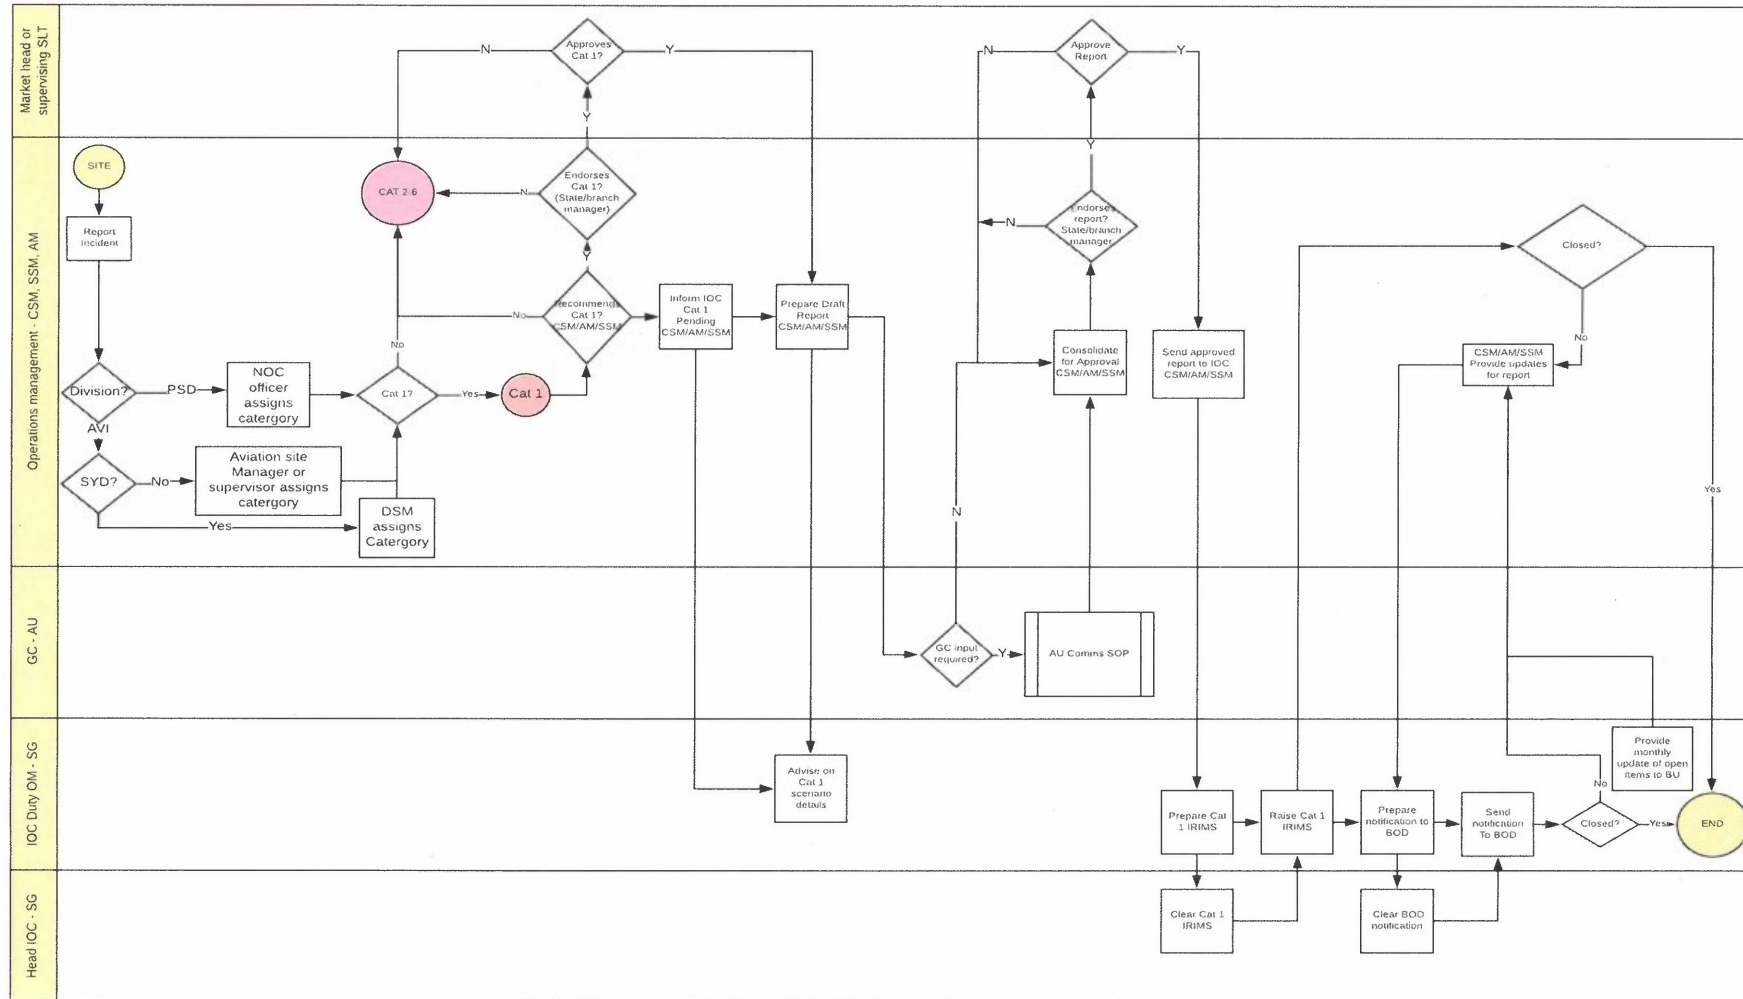 Market head or
supervising SLT
Approves
Cat 1?
N
Y
Y
Approve
Report
N
Y
Operations management - CSM, SSM, AM
SITE
Report
Incident
Division?
PSD
AVI
NOC
officer
assigns
catergory
SYD?
No
Yes
Aviation site
Manager or
supervisor assigns
catergory
DSM
assigns
Catergory
Cat 1?
No
Yes
Cat 1
CAT 2-6
Endorses
Cat 1?
(State/branch
manager)
N
Y
Recommends
Cat 1?
CSM/AM/SSM
No
Inform IOC
Cat 1
Pending
CSM/AM/SSM
Prepare Draft
Report
CSM/AM/SSM
Y
Endorses
report?
State/branch
manager
N
Consolidate
for Approval
CSM/AM/SSM
N
Send approved
report to IOC
CSM/AM/SSM
Closed?
No
Yes
CSM/AM/SSM
Provide updates
for report
GC - AU
GC input
required?
Y
AU Comms SOP
IOC Duty OM - SG
Advise on
Cat 1
scenario
details
Prepare Cat
1 IRIMS
Raise Cat 1
IRIMS
Prepare
notification to
BOD
Send
notification
To BOD
Closed?
No
Yes
Provide
monthly
update of open
items to BU
END
Head IOC - SG
Clear Cat 1
IRIMS
Clear BOD
notification